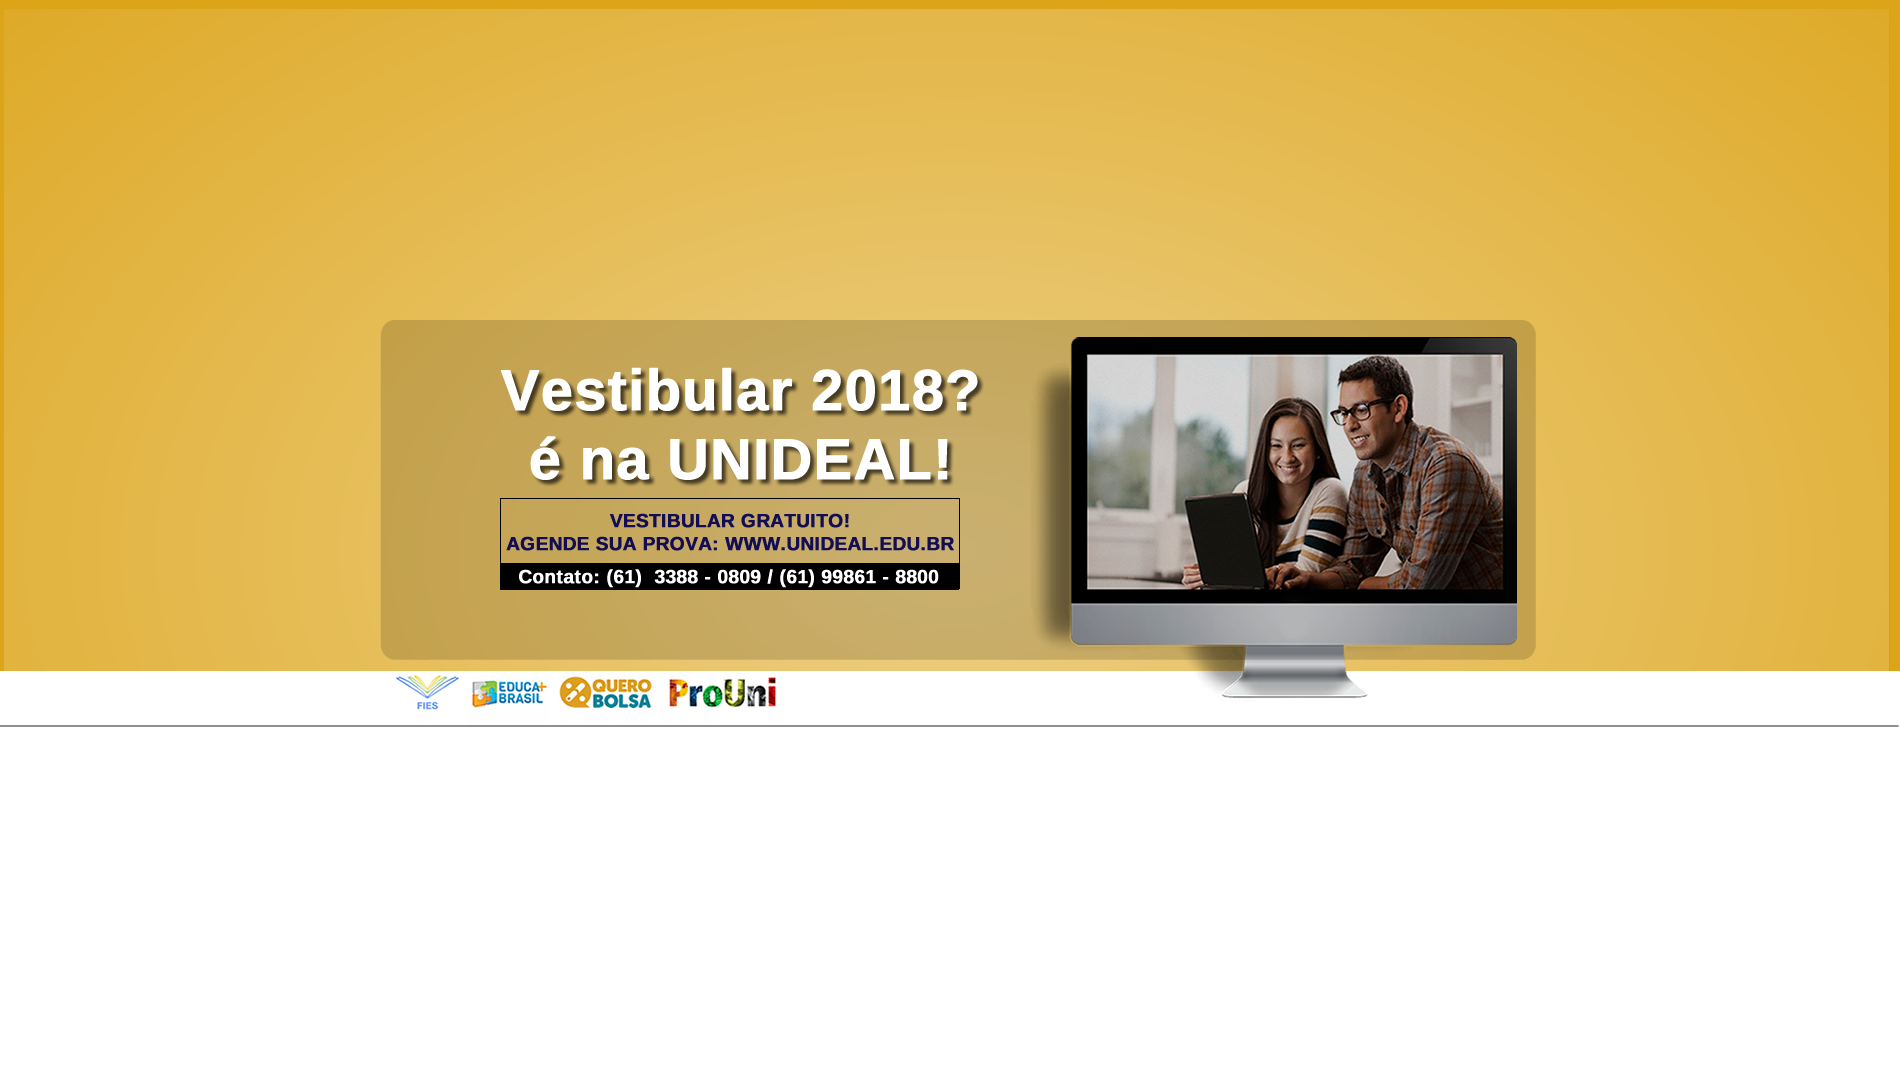 Vestibular 2018?
é na UNIDEAL!
VESTIBULAR GRATUITO!
AGENDE SUA PROVA: WWW.UNIDEAL.EDU.BR
Contato: (61)  3388 - 0809 / (61) 99861 - 8800
FIES
EDUCA+
BRASIL
QUERO
BOLSA
ProUni